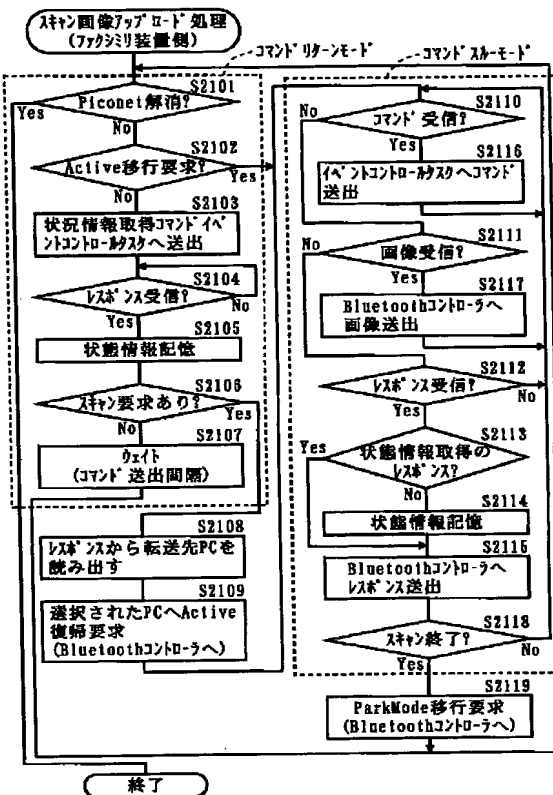 スキャン画像アップロード処理
(ファクシミリ装置側)
コマンドリターンモード
コマンドスルーモード
S2101
Piconet解消?
Yes
No
S2102
Active移行要求?
Yes
No
S2103
状況情報取得コマンドイベ
ントコントロールタスクへ送出
S2104
レスポンス受信?
No
Yes
S2105
状態情報記憶
S2106
スキャン要求あり?
Yes
No
S2107
ウェイト
(コマンド送出間隔)
S2108
レスポンスから転送先PCを
読み出す
S2109
選択されたPCへActive
復帰要求
(Bluetoothコントローラへ)
S2110
No
コマンド受信?
Yes
S2116
イベントコントロールタスクへコマンド
送出
S2111
No
画像受信?
Yes
S2117
Bluetoothコントローラへ
画像送出
S2112
レスポンス受信?
No
Yes
S2113
Yes
状態情報取得の
レスポンス?
No
S2114
状態情報記憶
S2115
Bluetoothコントローラへ
レスポンス送出
S2118
スキャン終了?
No
Yes
S2119
ParkMode移行要求
(Bluetoothコントローラへ)
終了